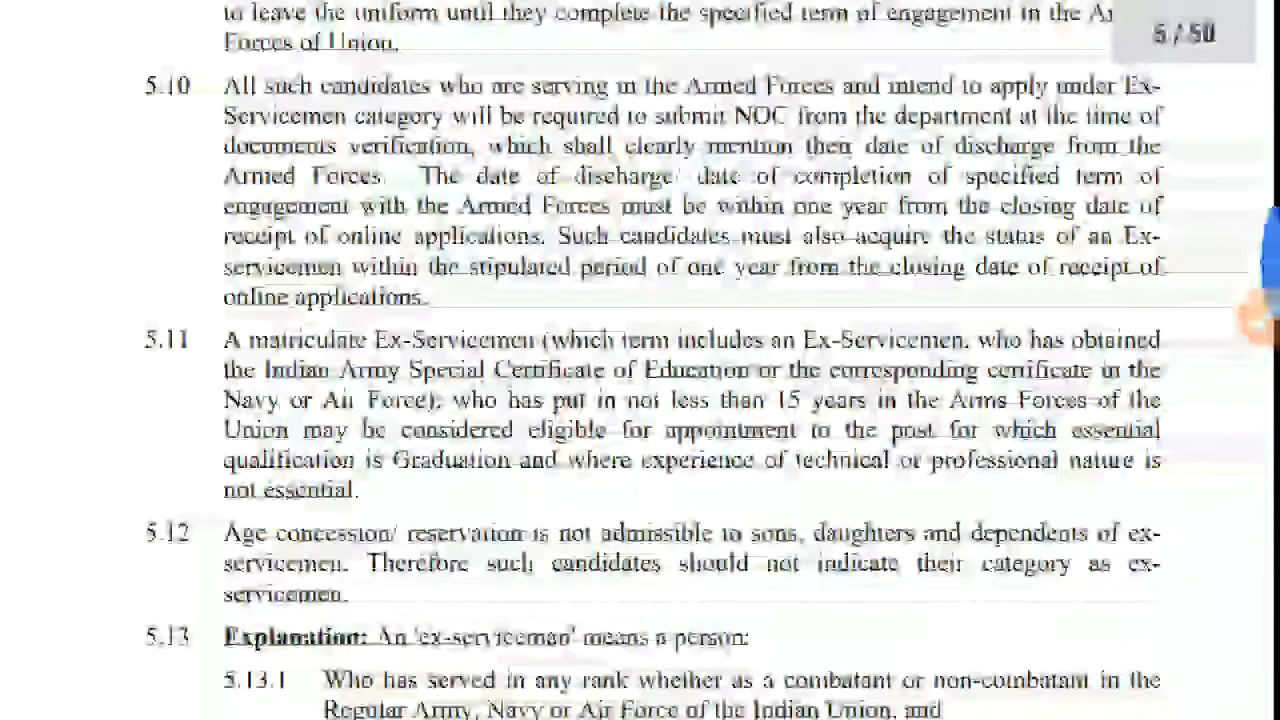 to leave the uniform until they complete the specified term of engagement in the
5 / 50
Forces of Union.
5.10 All such candidates who are serving in the Armed Forces and intend to apply under Ex-
Servicemen category will be required to submit NOC from the department at the time of
documents verification, which shall clearly mention their date of discharge from the
Armed Forces. The date of discharge/ date of completion of specified term of
engagement with the Armed Forces must be within one year from the closing date of
receipt of online applications. Such candidates must also acquire the status of an Ex-
servicemen within the stipulated period of one year from the closing date of receipt of
online applications.
5.11 A matriculate Ex-Servicemen (which term includes an Ex-Servicemen, who has obtained
the Indian Army Special Certificate of Education or the corresponding certificate in the
Navy or Air Force), who has put in not less than 15 years in the Arms Forces of the
Union may be considered eligible for appointment to the post for which essential
qualification is Graduation and where experience of technical or professional nature is
not essential.
5.12 Age concession/ reservation is not admissible to sons, daughters and dependents of ex-
servicemen. Therefore such candidates should not indicate their category as ex-
servicemen.
5.13 Explanation: An 'ex-serviceman' means a person:
5.13.1 Who has served in any rank whether as a combatant or non-combatant in the
Regular Army, Navy or Air Force of the Indian Union, and